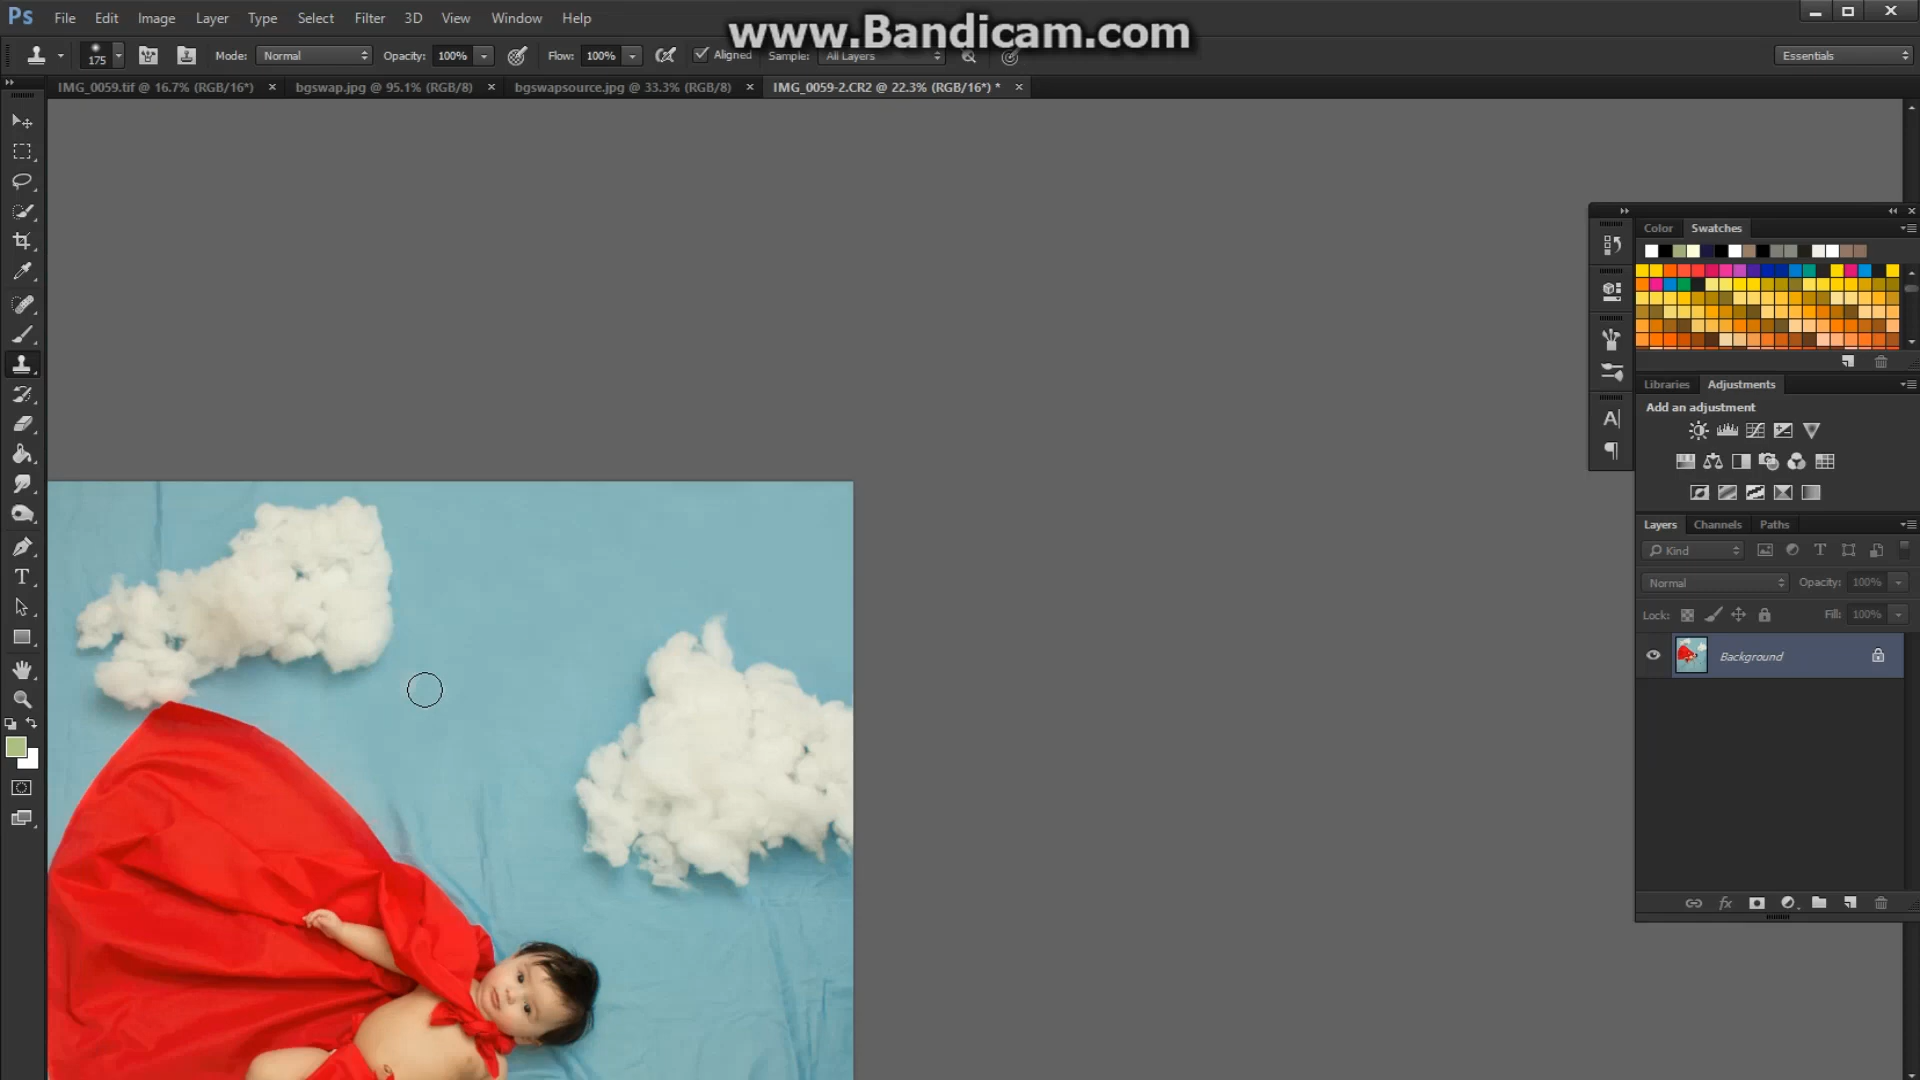 Ps File Edit Image Layer Type Select Filter 3D View Window Help
www.Bandicam.com
175 Mode: Normal Opacity: 100% Flow: 100% Aligned Sample: All Layers Essentials
IMG_0059.tif @ 16.7% (RGB/16*) × bgswap.jpg @ 95.1% (RGB/8) × bgswapsource.jpg @ 33.3% (RGB/8) × IMG_0059-2.CR2 @ 22.3% (RGB/16*) * ×
Color Swatches
Libraries Adjustments
Add an adjustment
Layers Channels Paths
Kind
Normal Opacity: 100%
Lock: Fill: 100%
Background